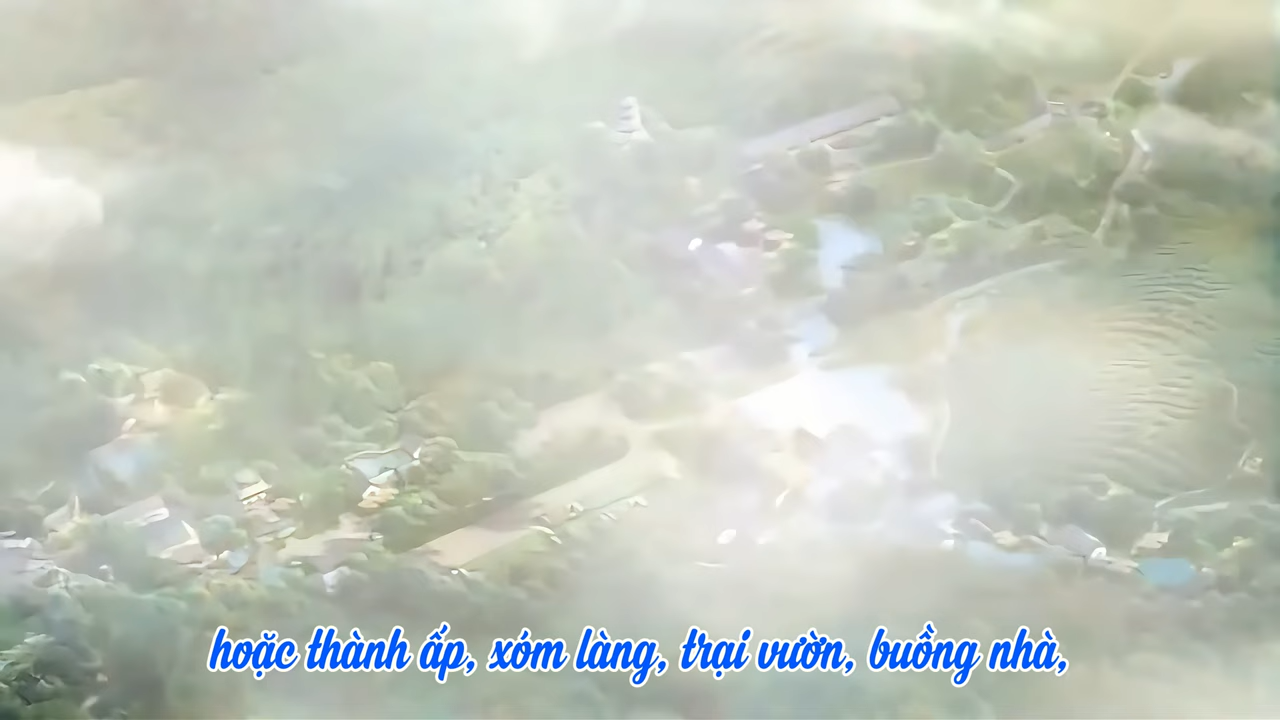 hoặc thành ấp, xóm làng, trại vườn, buồng nhà,